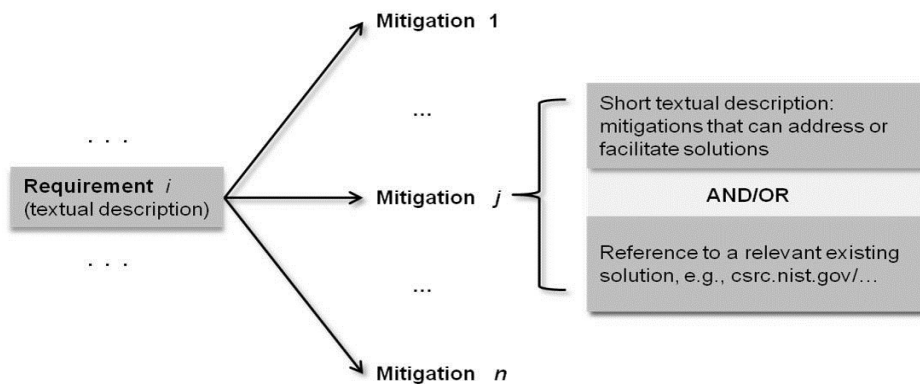 Mitigation 1
...
Short textual description:
mitigations that can address or
facilitate solutions
. . .
Requirement i
(textual description)
Mitigation j
AND/OR
. . .
Reference to a relevant existing
solution, e.g., csrc.nist.gov/...
...
Mitigation n